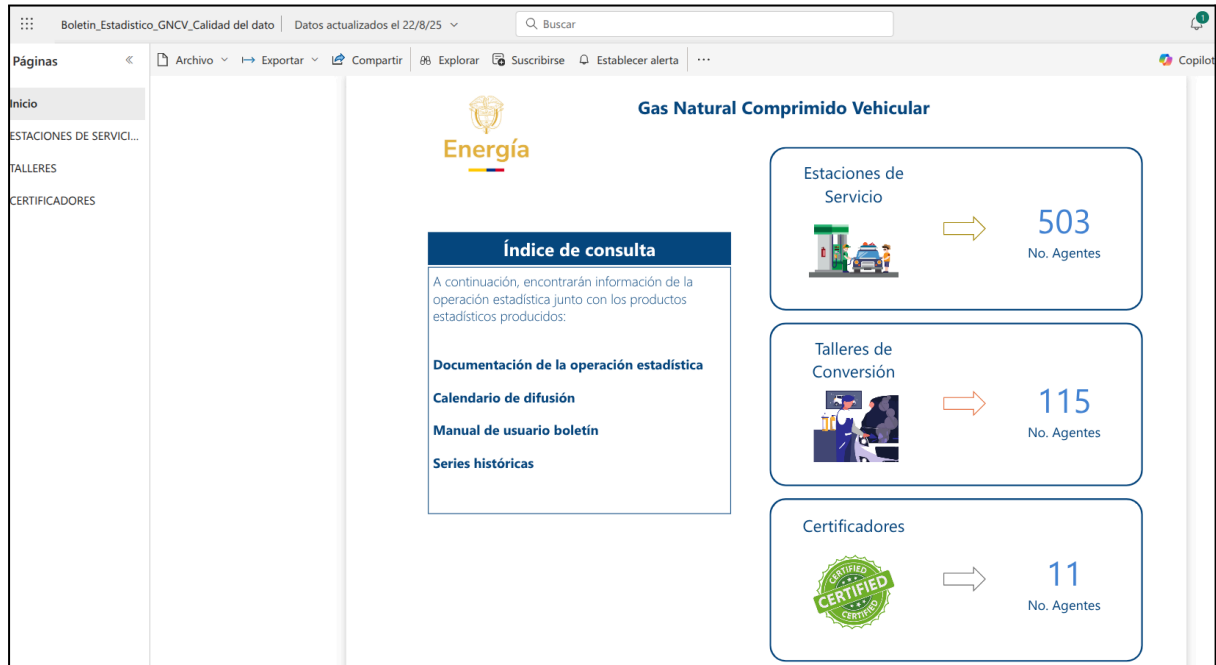 Boletin_Estadistico_GNCV_Calidad del dato | Datos actualizados el 22/8/25
Buscar
1
Páginas
Archivo
Exportar
Compartir
Explorar
Suscribirse
Establecer alerta
...
Copilot
Inicio
ESTACIONES DE SERVICI...
TALLERES
CERTIFICADORES
Energía
Gas Natural Comprimido Vehicular
Índice de consulta
A continuación, encontrarán información de la
operación estadística junto con los productos
estadísticos producidos:
Documentación de la operación estadística
Calendario de difusión
Manual de usuario boletín
Series históricas
Estaciones de
Servicio
503
No. Agentes
Talleres de
Conversión
115
No. Agentes
Certificadores
CERTIFIED
CERTIFIED
CERTIFIED
11
No. Agentes